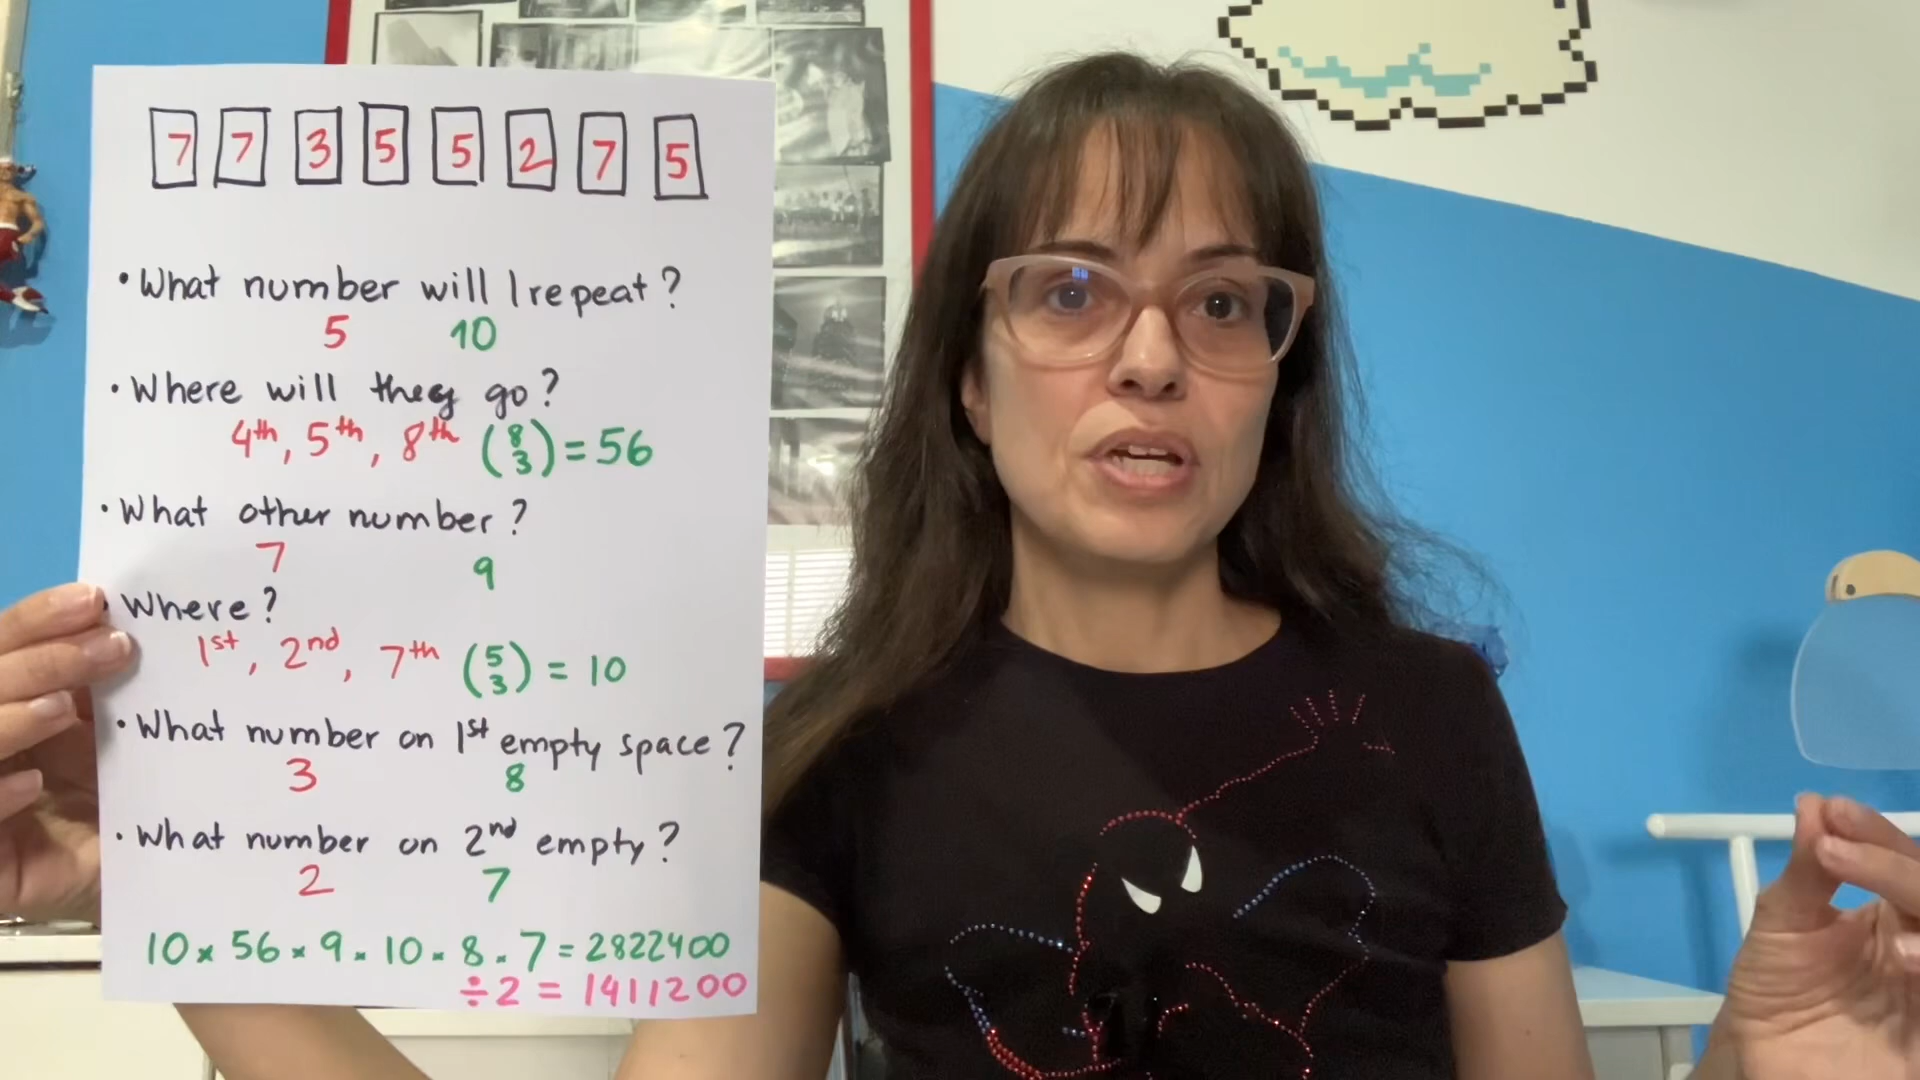 7 7 3 5 5 2 7 5
• What number will I repeat?
5 10
• Where will they go?
4th, 5th, 8th (8 3) = 56
• What other number?
7 9
• Where?
1st, 2nd, 7th (5 3) = 10
• What number on 1st empty space?
3 8
• What number on 2nd empty?
2 7
10 × 56 × 9 × 10 × 8 × 7 = 2822400
÷ 2 = 1411200